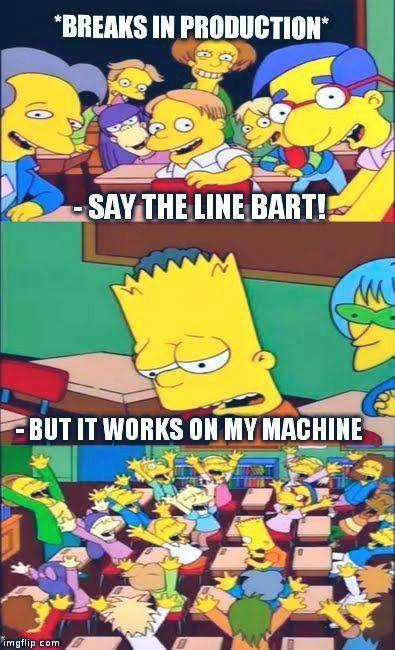 *BREAKS IN PRODUCTION*
- SAY THE LINE BART!
- BUT IT WORKS ON MY MACHINE
imgflip.com